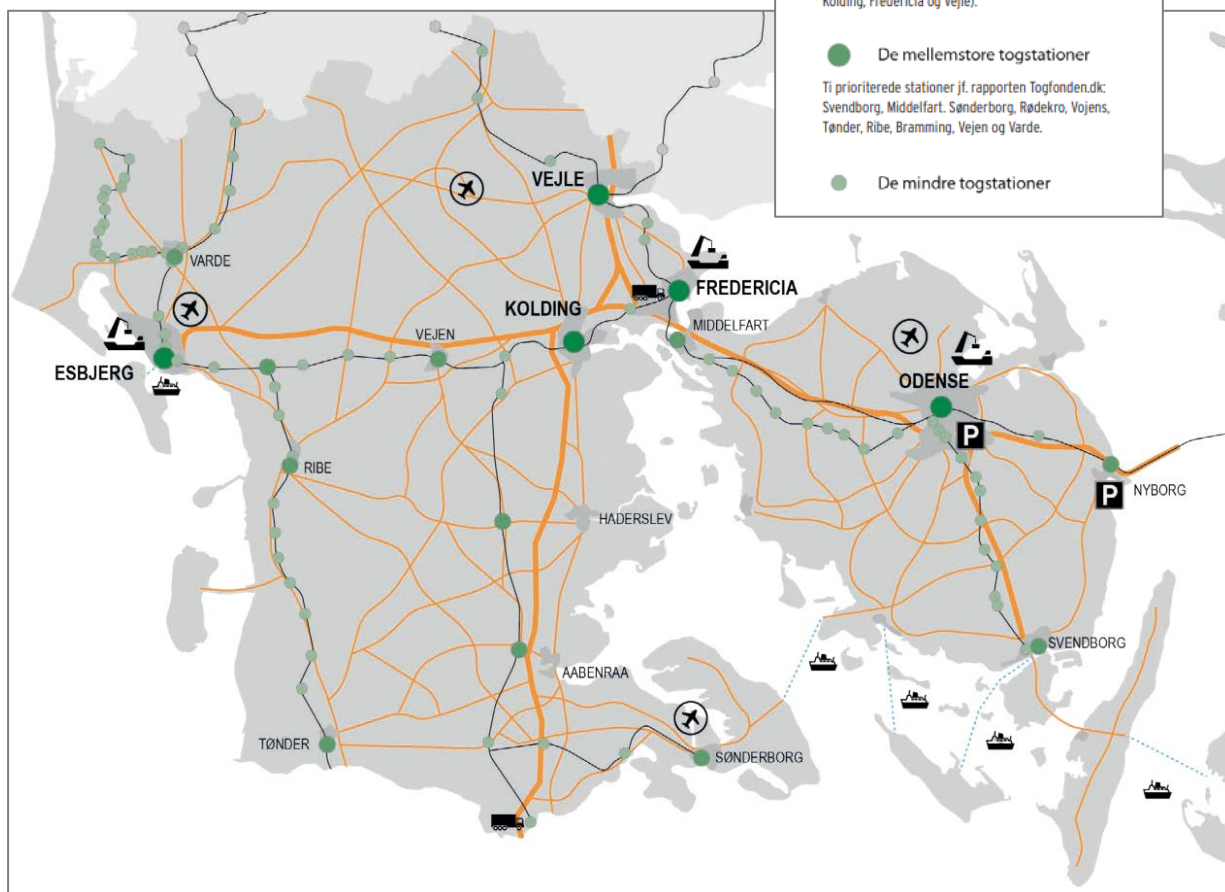 Kolding, Fredericia og Vejle).
De mellemstore togstationer
Ti prioriterede stationer jf. rapporten Togfonden.dk:
Svendborg, Middelfart. Sønderborg, Rødekro, Vojens,
Tønder, Ribe, Bramming, Vejen og Varde.
De mindre togstationer
VEJLE
VARDE
FREDERICIA
KOLDING
MIDDELFART
VEJEN
ESBJERG
ODENSE
P
RIBE
NYBORG
P
HADERSLEV
SVENDBORG
AABENRAA
TØNDER
SØNDERBORG